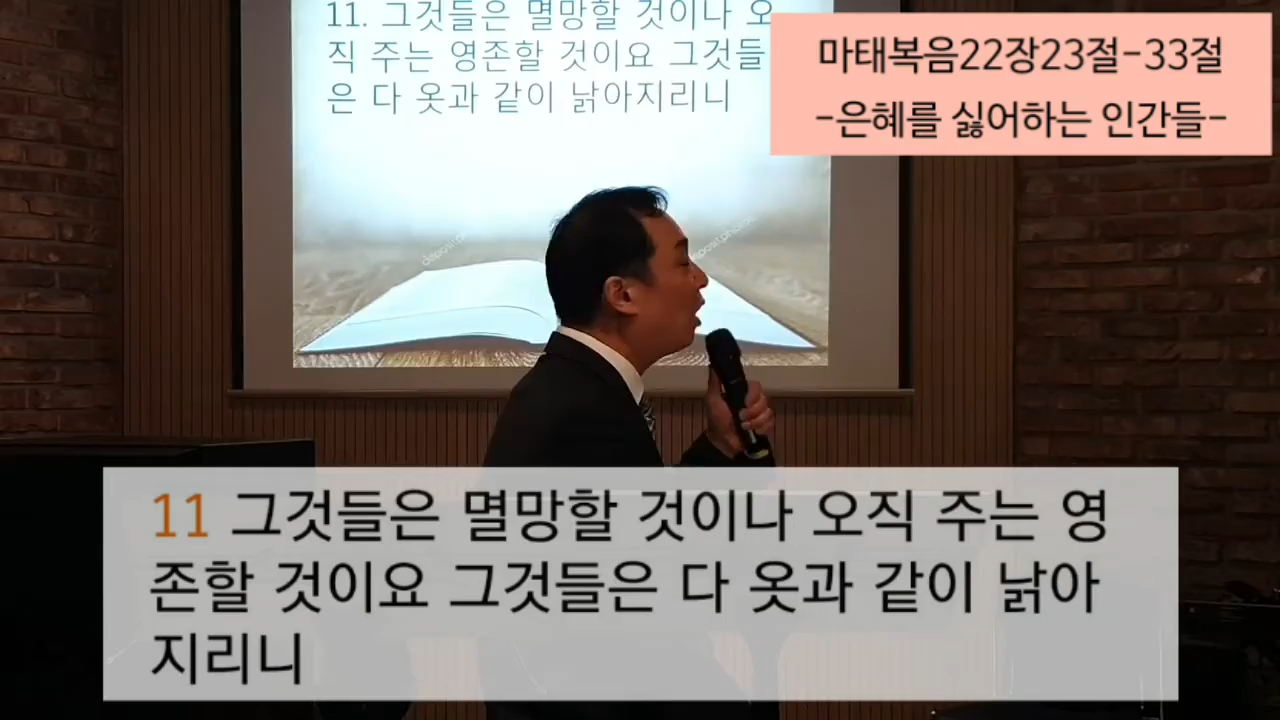 11. 그것들은 멸망할 것이나 오
직 주는 영존할 것이요 그것들
은 다 옷과 같이 낡아지리니
마태복음22장23절-33절
-은혜를 싫어하는 인간들-
11 그것들은 멸망할 것이나 오직 주는 영
존할 것이요 그것들은 다 옷과 같이 낡아
지리니